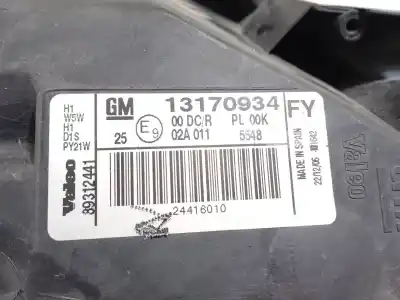 H1
W5W
H1
D1S
PY21W
GM
13170934
FY
25
E9
00 DC/R PL 00K
02A 011 5548
Valeo
89312441
24416010
MADE IN SPAIN
22/12/05
Valeo